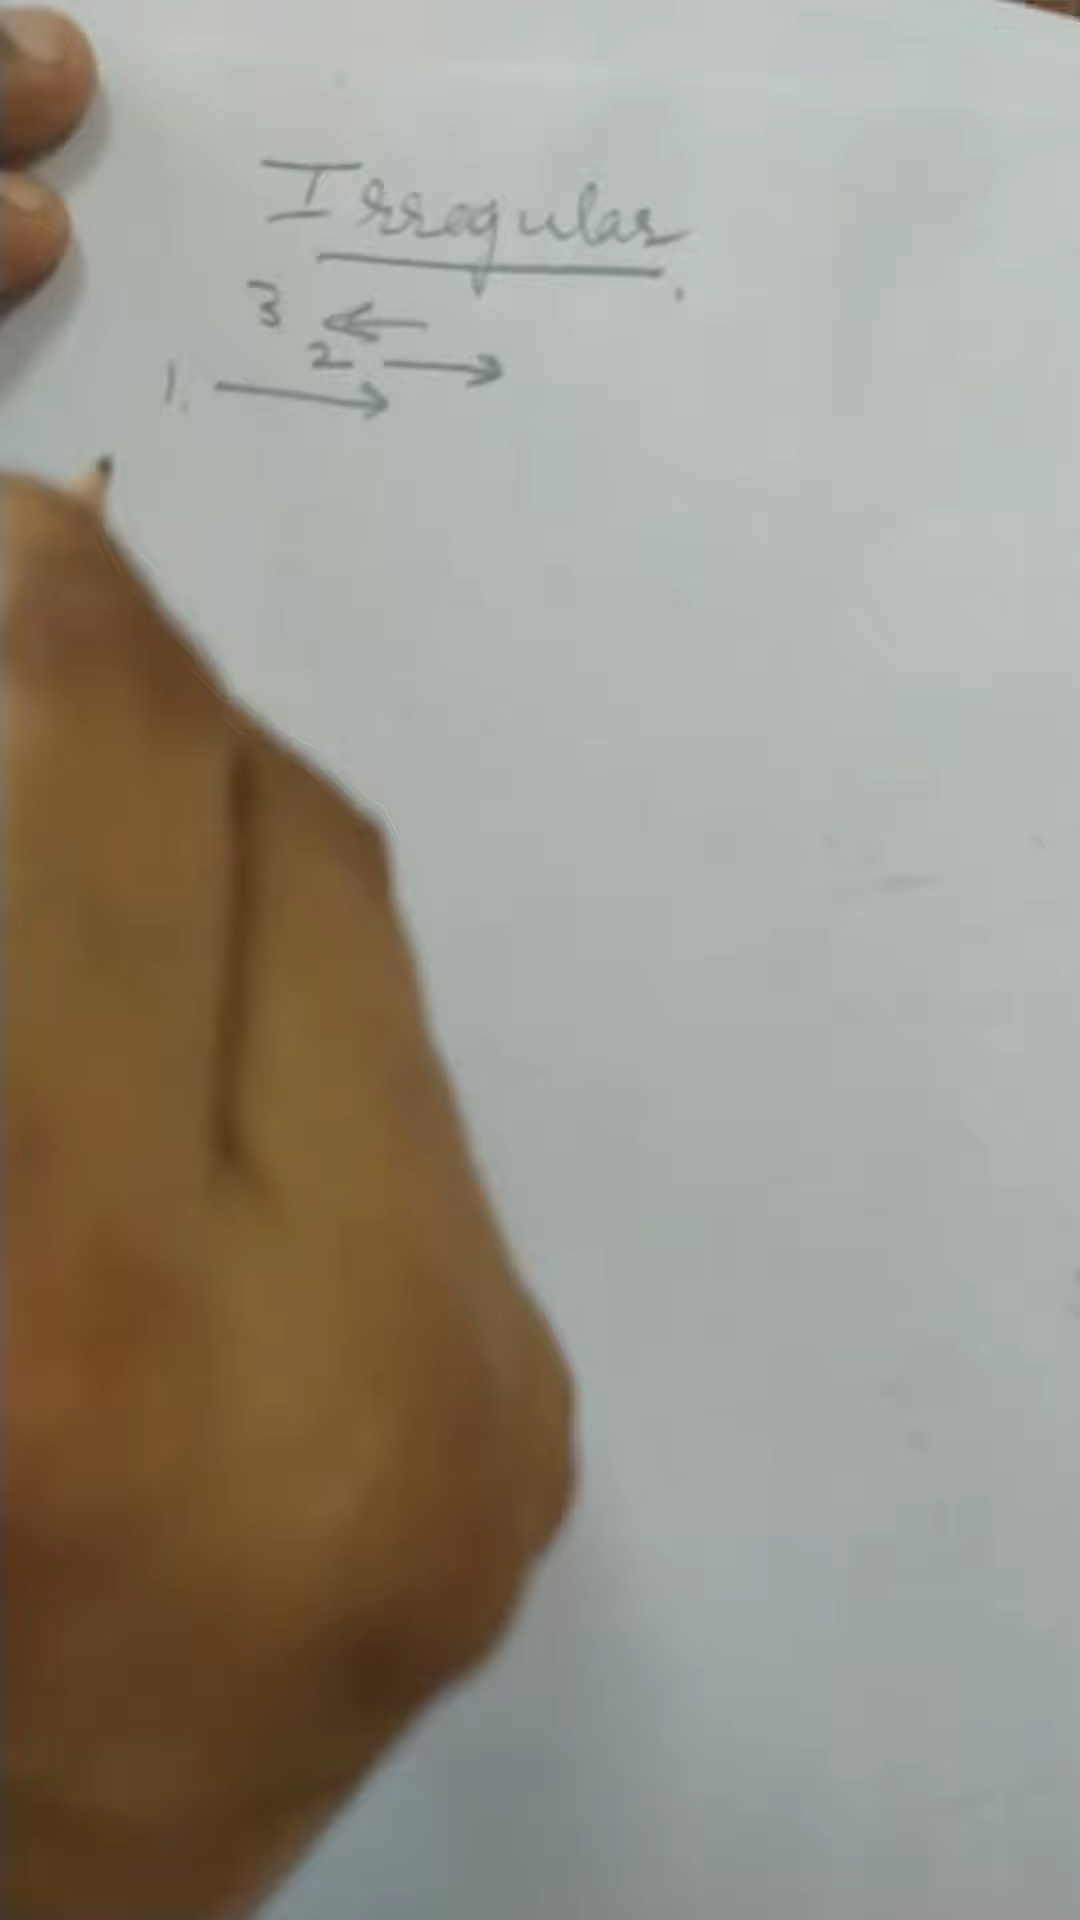 Irregular.
3 ←
2 →
1. →